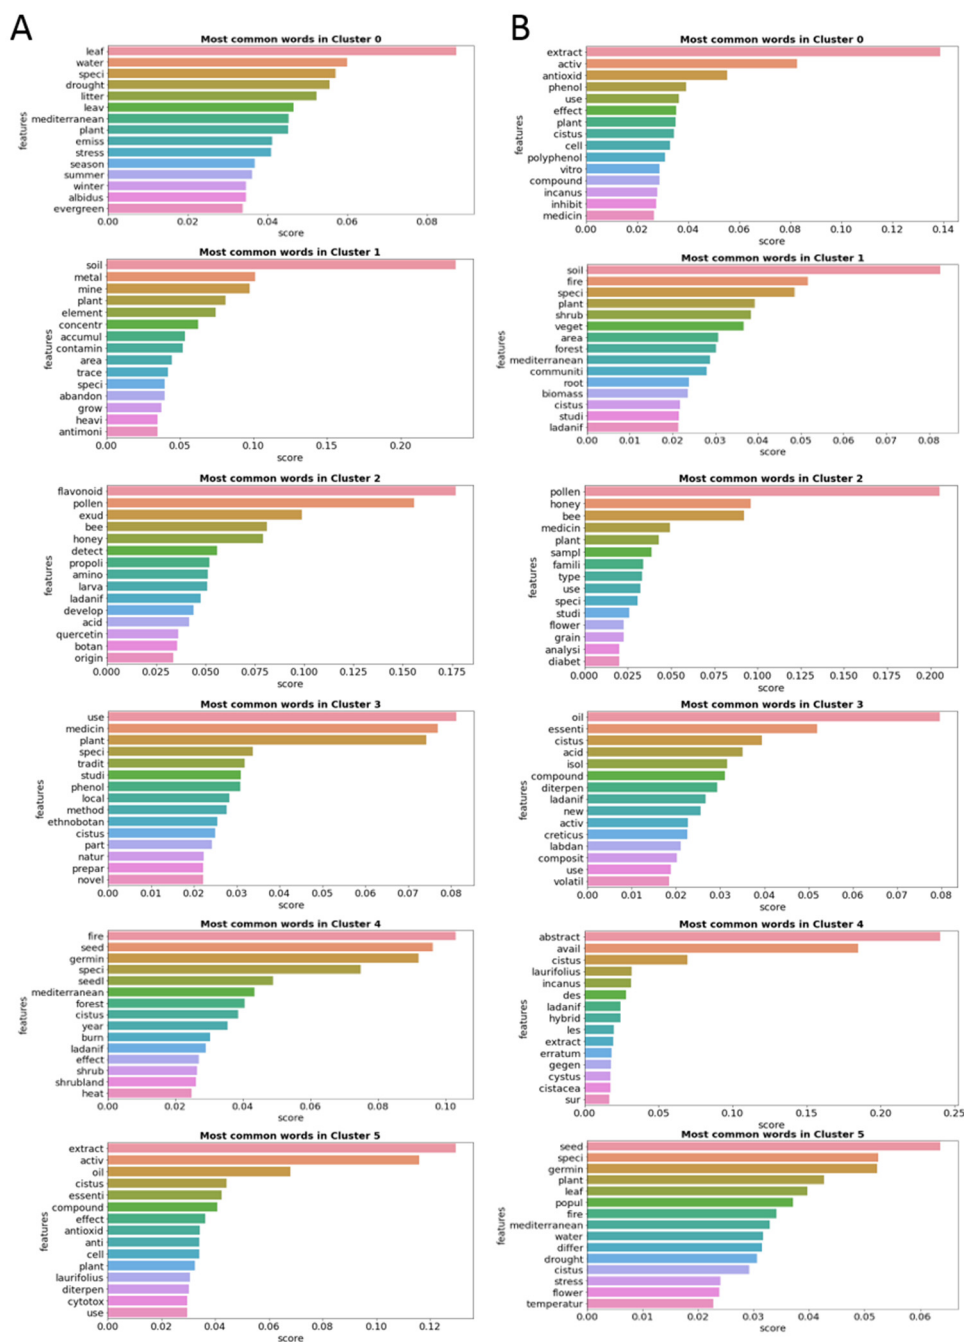 A
Most common words in Cluster 0
features
leaf
water
speci
drought
litter
leav
mediterranean
plant
emiss
stress
season
summer
winter
albidus
evergreen
0.00 0.02 0.04 0.06 0.08
score
Most common words in Cluster 1
features
soil
metal
mine
plant
element
concentr
accumul
contamin
area
trace
speci
abandon
grow
heavi
antimoni
0.00 0.05 0.10 0.15 0.20
score
Most common words in Cluster 2
features
flavonoid
pollen
exud
bee
honey
detect
propoli
amino
larva
ladanif
develop
acid
quercetin
botan
origin
0.000 0.025 0.050 0.075 0.100 0.125 0.150 0.175
score
Most common words in Cluster 3
features
use
medicin
plant
speci
tradit
studi
phenol
local
method
ethnobotan
cistus
part
natur
prepar
novel
0.00 0.01 0.02 0.03 0.04 0.05 0.06 0.07 0.08
score
Most common words in Cluster 4
features
fire
seed
germin
speci
seedl
mediterranean
forest
cistus
year
burn
ladanif
effect
shrub
shrubland
heat
0.00 0.02 0.04 0.06 0.08 0.10
score
Most common words in Cluster 5
features
extract
activ
oil
cistus
essenti
compound
effect
antioxid
anti
cell
plant
laurifolius
diterpen
cytotox
use
0.00 0.02 0.04 0.06 0.08 0.10 0.12
score
B
Most common words in Cluster 0
features
extract
activ
antioxid
phenol
use
effect
plant
cistus
cell
polyphenol
vitro
compound
incanus
inhibit
medicin
0.00 0.02 0.04 0.06 0.08 0.10 0.12 0.14
score
Most common words in Cluster 1
features
soil
fire
speci
plant
shrub
veget
area
forest
mediterranean
communiti
root
biomass
cistus
studi
ladanif
0.00 0.01 0.02 0.03 0.04 0.05 0.06 0.07 0.08
score
Most common words in Cluster 2
features
pollen
honey
bee
medicin
plant
sampl
famili
type
use
speci
studi
flower
grain
analysi
diabet
0.000 0.025 0.050 0.075 0.100 0.125 0.150 0.175 0.200
score
Most common words in Cluster 3
features
oil
essenti
cistus
acid
isol
compound
diterpen
ladanif
new
activ
creticus
labdan
composit
use
volatil
0.00 0.01 0.02 0.03 0.04 0.05 0.06 0.07 0.08
score
Most common words in Cluster 4
features
abstract
avail
cistus
laurifolius
incanus
des
ladanif
hybrid
les
extract
erratum
gegen
cystus
cistacea
sur
0.00 0.05 0.10 0.15 0.20 0.25
score
Most common words in Cluster 5
features
seed
speci
germin
plant
leaf
popul
fire
mediterranean
water
differ
drought
cistus
stress
flower
temperatur
0.00 0.01 0.02 0.03 0.04 0.05 0.06
score